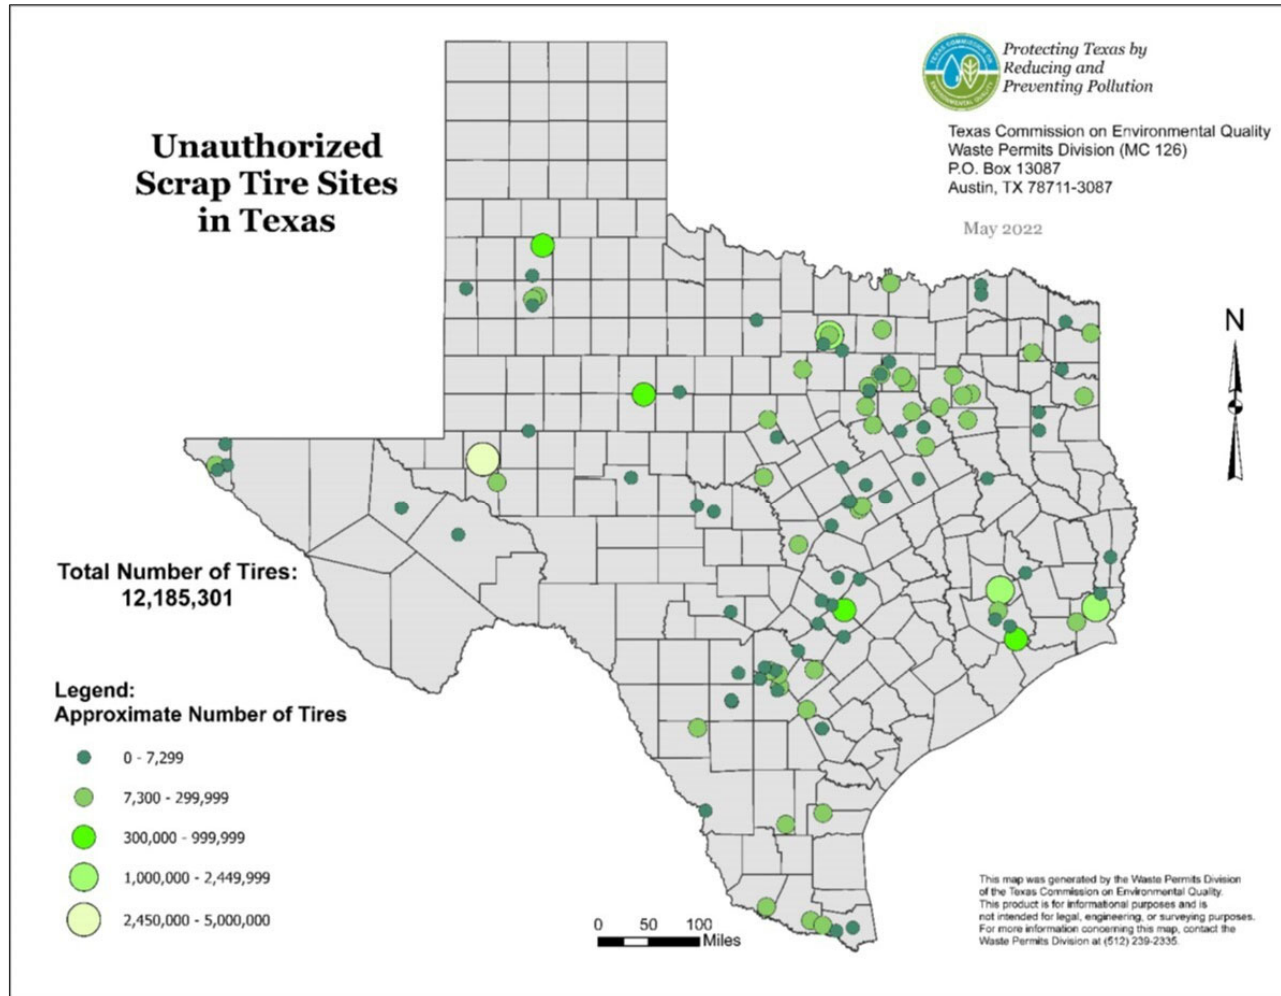 Unauthorized
Scrap Tire Sites
in Texas
TEXAS COMMISSION ON
ENVIRONMENTAL QUALITY
Protecting Texas by
Reducing and
Preventing Pollution
Texas Commission on Environmental Quality
Waste Permits Division (MC 126)
P.O. Box 13087
Austin, TX 78711-3087
May 2022
N
Total Number of Tires:
12,185,301
Legend:
Approximate Number of Tires
0 - 7,299
7,300 - 299,999
300,000 - 999,999
1,000,000 - 2,449,999
2,450,000 - 5,000,000
0 50 100
Miles
This map was generated by the Waste Permits Division
of the Texas Commission on Environmental Quality.
This product is for informational purposes and is
not intended for legal, engineering, or surveying purposes.
For more information concerning this map, contact the
Waste Permits Division at (512) 239-2335.